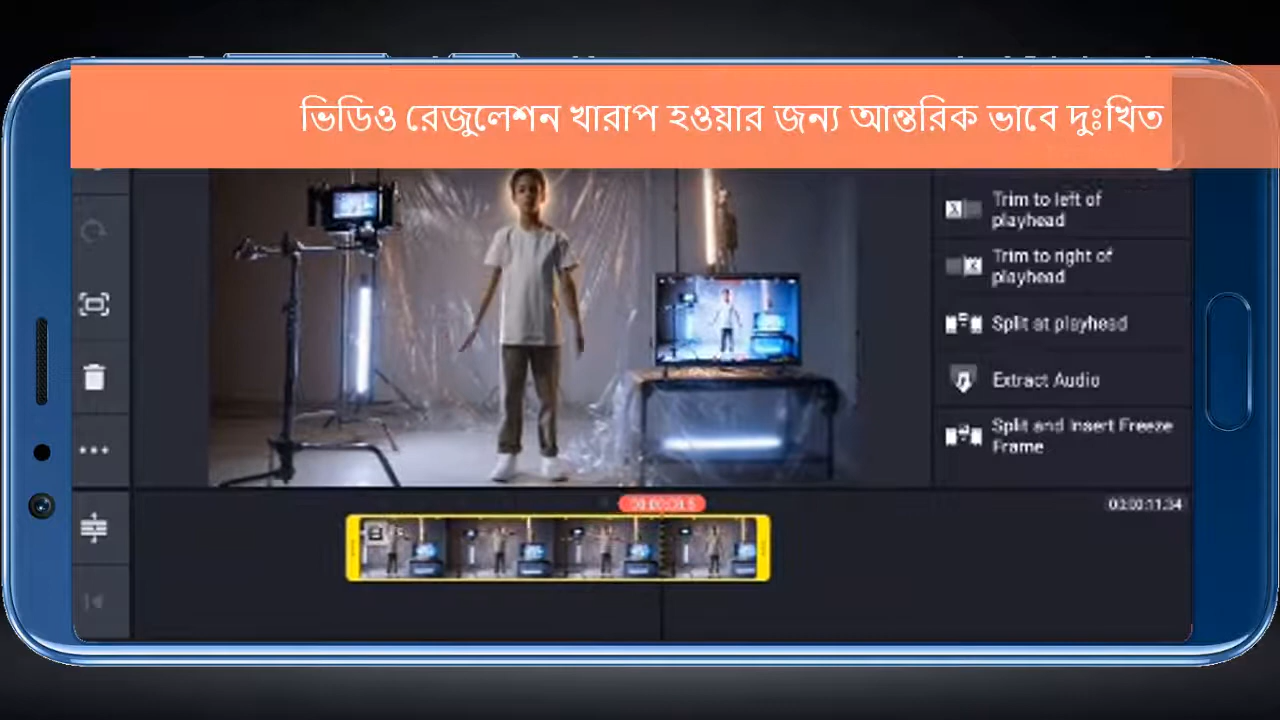 ভিডিও রেজুলেশন খারাপ হওয়ার জন্য আন্তরিক ভাবে দুঃখিত
Trim to left of
playhead
Trim to right of
playhead
Split at playhead
Extract Audio
Split and Insert Freeze
Frame
00:00:11.34